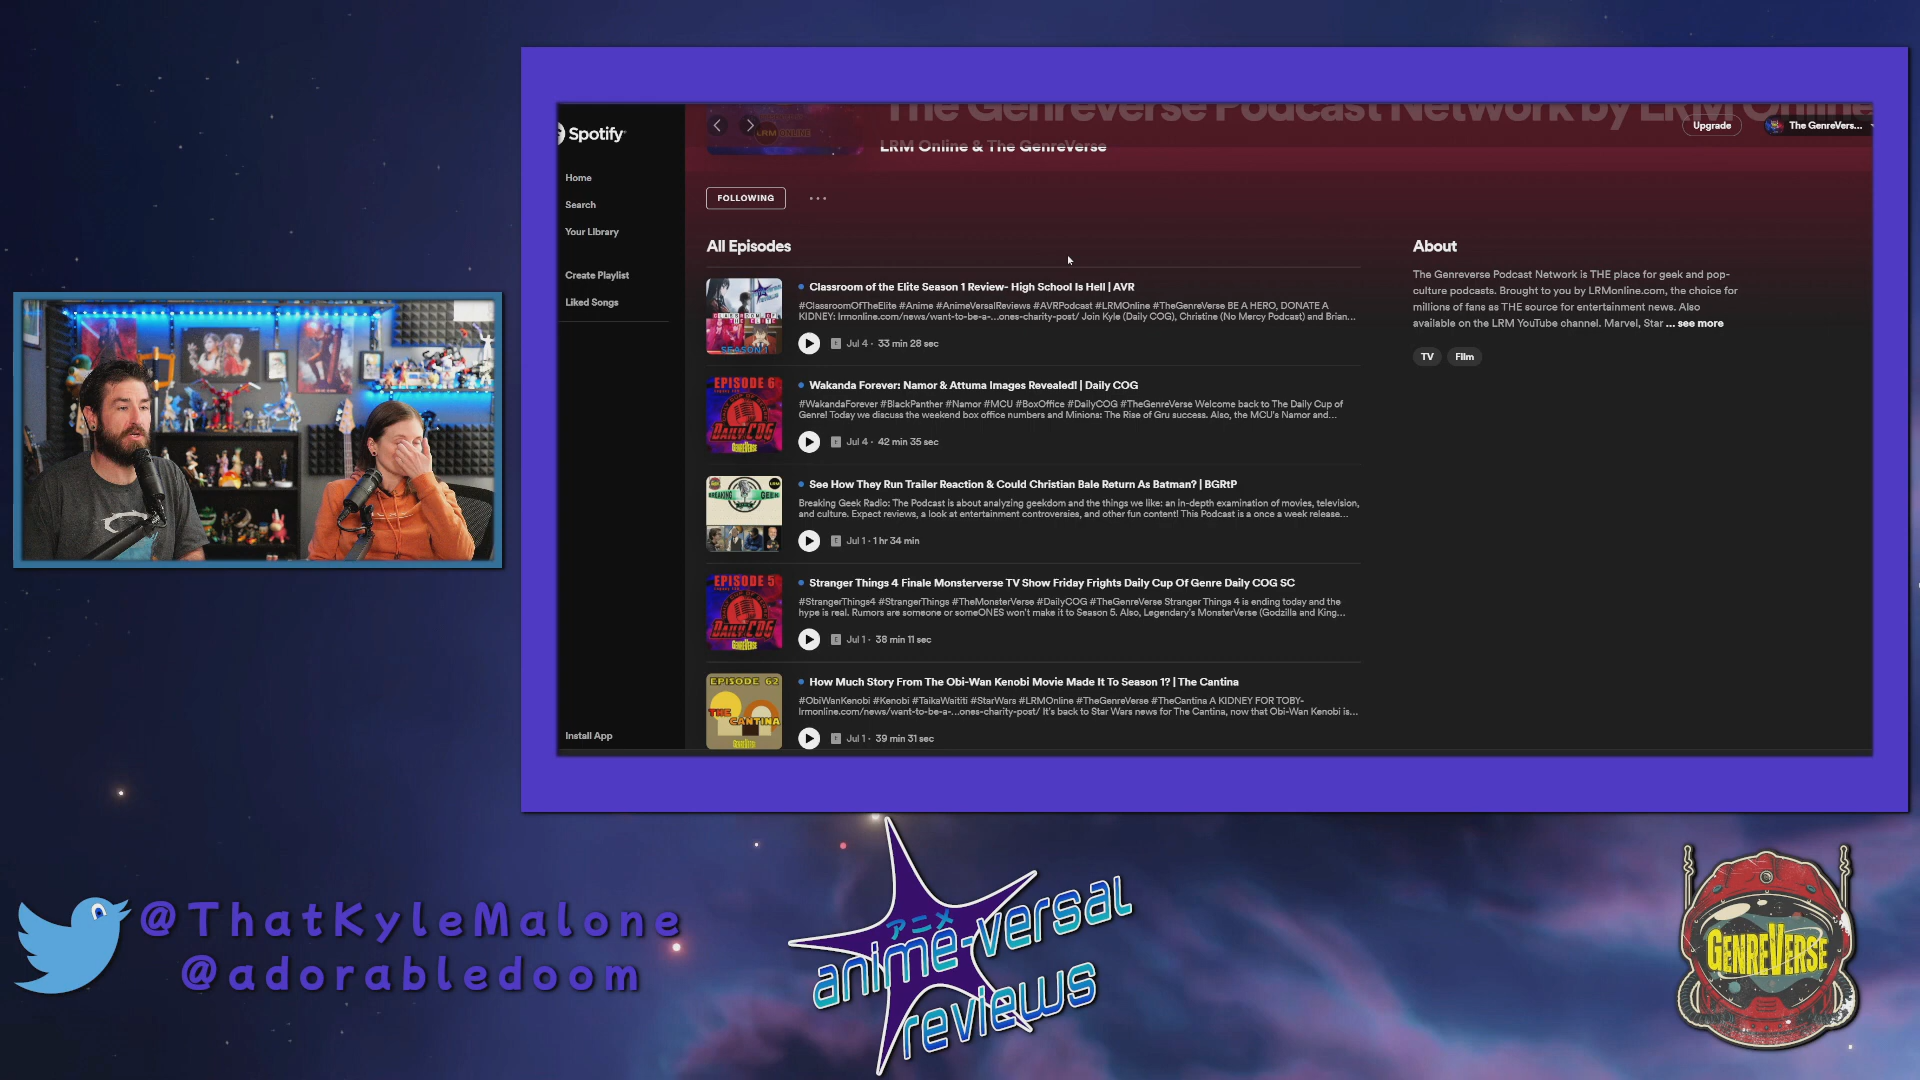 The Genreverse Podcast Network by LRM Online
LRM Online & The GenreVerse
Upgrade
The GenreVers...
Spotify
Home
Search
Your Library
Create Playlist
Liked Songs
Install App
FOLLOWING
All Episodes
Classroom of the Elite Season 1 Review- High School Is Hell | AVR
#ClassroomOfTheElite #Anime #AnimeVersalReviews #AVRPodcast #LRMOnline #TheGenreVerse BE A HERO, DONATE A
KIDNEY: lrmonline.com/news/want-to-be-a-...ones-charity-post/ Join Kyle (Daily COG), Christine (No Mercy Podcast) and Brian...
E Jul 4 · 33 min 28 sec
EPISODE 6
DAILY COG
GENREVERSE
Wakanda Forever: Namor & Attuma Images Revealed! | Daily COG
#WakandaForever #BlackPanther #Namor #MCU #BoxOffice #DailyCOG #TheGenreVerse Welcome back to The Daily Cup of
Genre! Today we discuss the weekend box office numbers and Minions: The Rise of Gru success. Also, the MCU's Namor and...
E Jul 4 · 42 min 35 sec
BREAKING GEEK
See How They Run Trailer Reaction & Could Christian Bale Return As Batman? | BGRtP
Breaking Geek Radio: The Podcast is about analyzing geekdom and the things we like: an in-depth examination of movies, television,
and culture. Expect reviews, a look at entertainment controversies, and other fun content! This Podcast is a once a week release...
E Jul 1 · 1 hr 34 min
EPISODE 5
DAILY COG
GENREVERSE
Stranger Things 4 Finale Monsterverse TV Show Friday Frights Daily Cup Of Genre Daily COG SC
#StrangerThings4 #StrangerThings #TheMonsterVerse #DailyCOG #TheGenreVerse Stranger Things 4 is ending today and the
hype is real. Rumors are someone or someONES won't make it to Season 5. Also, Legendary's MonsterVerse (Godzilla and King...
E Jul 1 · 38 min 11 sec
EPISODE 62
THE CANTINA
How Much Story From The Obi-Wan Kenobi Movie Made It To Season 1? | The Cantina
#ObiWanKenobi #Kenobi #TaikaWaititi #StarWars #LRMOnline #TheGenreVerse #TheCantina A KIDNEY FOR TOBY-
lrmonline.com/news/want-to-be-a-...ones-charity-post/ It's back to Star Wars news for The Cantina, now that Obi-Wan Kenobi is...
E Jul 1 · 39 min 31 sec
About
The Genreverse Podcast Network is THE place for geek and pop-
culture podcasts. Brought to you by LRMonline.com, the choice for
millions of fans as THE source for entertainment news. Also
available on the LRM YouTube channel. Marvel, Star ... see more
TV
Film
@ThatKyleMalone
@adorabledoom
アニメ
anime-versal
reviews
GENREVERSE